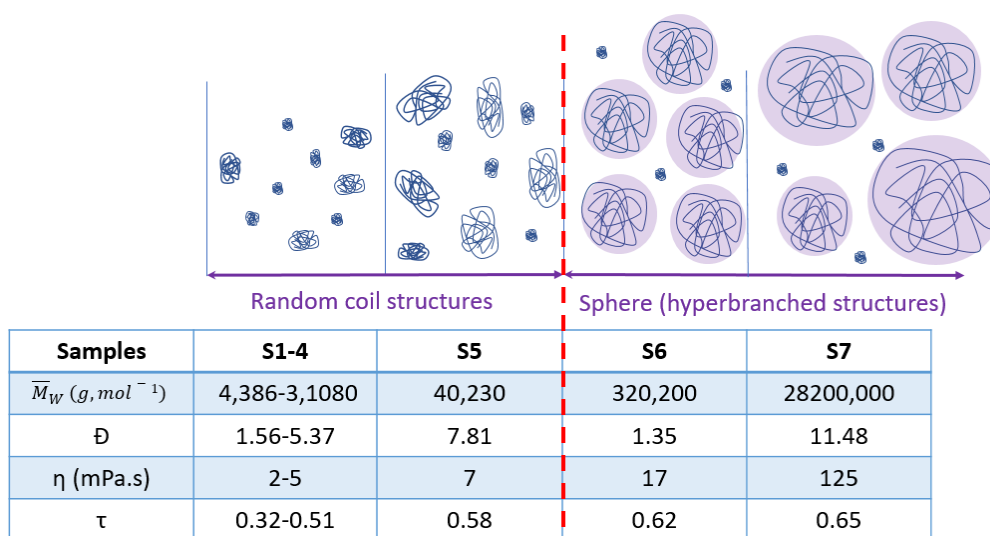 Random coil structures
Sphere (hyperbranched structures)
Samples S1-4 S5 S6 S7
M̅_W (g,mol⁻¹) 4,386-3,1080 40,230 320,200 28200,000
Đ 1.56-5.37 7.81 1.35 11.48
η (mPa.s) 2-5 7 17 125
τ 0.32-0.51 0.58 0.62 0.65